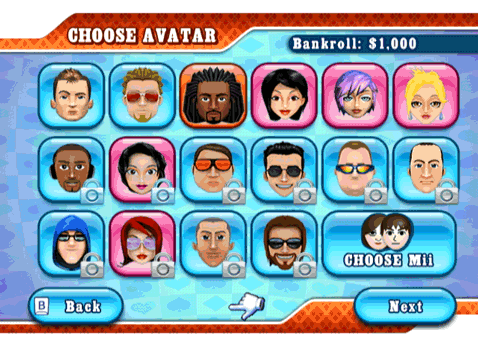 CHOOSE AVATAR
Bankroll: $1,000
CHOOSE Mii
B Back
Next